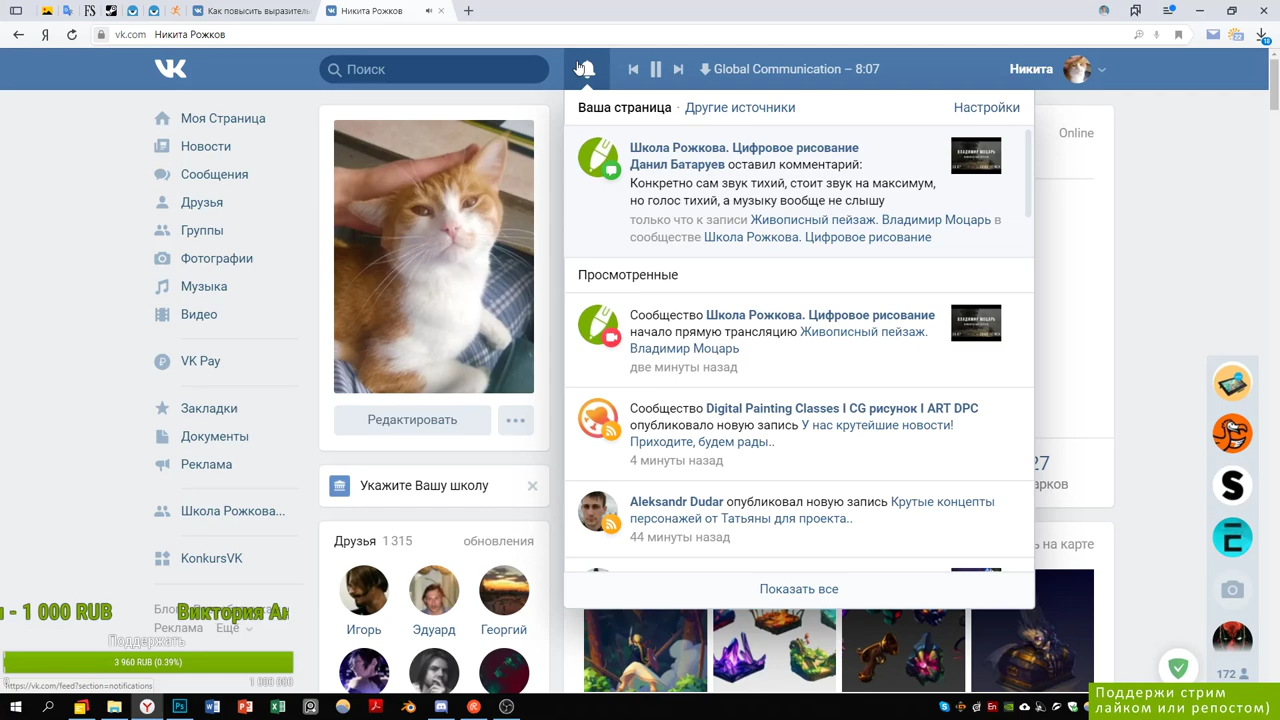 Как повысить выразитель
Никита Рожков
vk.com Никита Рожков
Поиск
Global Communication – 8:07
Никита
Моя Страница
Новости
Сообщения
Друзья
Группы
Фотографии
Музыка
Видео
VK Pay
Закладки
Документы
Реклама
Школа Рожкова...
KonkursVK
Реклама Ещё
Редактировать
Укажите Вашу школу
Друзья 1 315 обновления
Игорь Эдуард Георгий
Ваша страница · Другие источники Настройки
Школа Рожкова. Цифровое рисование
Данил Батаруев оставил комментарий:
Конкретно сам звук тихий, стоит звук на максимум,
но голос тихий, а музыку вообще не слышу
только что к записи Живописный пейзаж. Владимир Моцарь в
сообществе Школа Рожкова. Цифровое рисование
Просмотренные
Сообщество Школа Рожкова. Цифровое рисование
начало прямую трансляцию Живописный пейзаж.
Владимир Моцарь
две минуты назад
Сообщество Digital Painting Classes I CG рисунок I ART DPC
опубликовало новую запись У нас крутейшие новости!
Приходите, будем рады..
4 минуты назад
Aleksandr Dudar опубликовал новую запись Крутые концепты
персонажей от Татьяны для проекта..
44 минуты назад
Показать все
Online
27
арков
ь на карте
172
- 1 000 RUB Виктория Ан
Поддержать
3 960 RUB (0.39%)
1 000 000
https://vk.com/feed?section=notifications
Поддержи стрим
лайком или репостом)